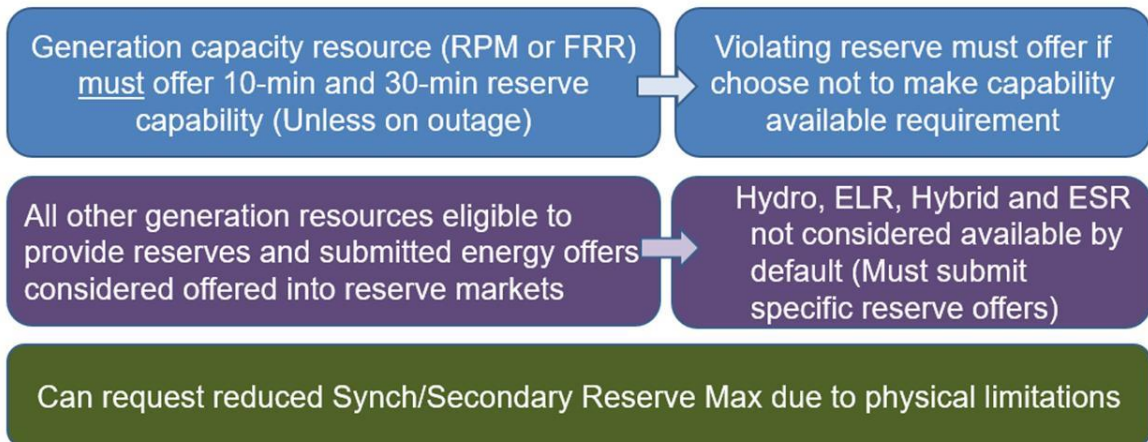 Generation capacity resource (RPM or FRR)
must offer 10-min and 30-min reserve
capability (Unless on outage)
Violating reserve must offer if
choose not to make capability
available requirement
All other generation resources eligible to
provide reserves and submitted energy offers
considered offered into reserve markets
Hydro, ELR, Hybrid and ESR
not considered available by
default (Must submit
specific reserve offers)
Can request reduced Synch/Secondary Reserve Max due to physical limitations